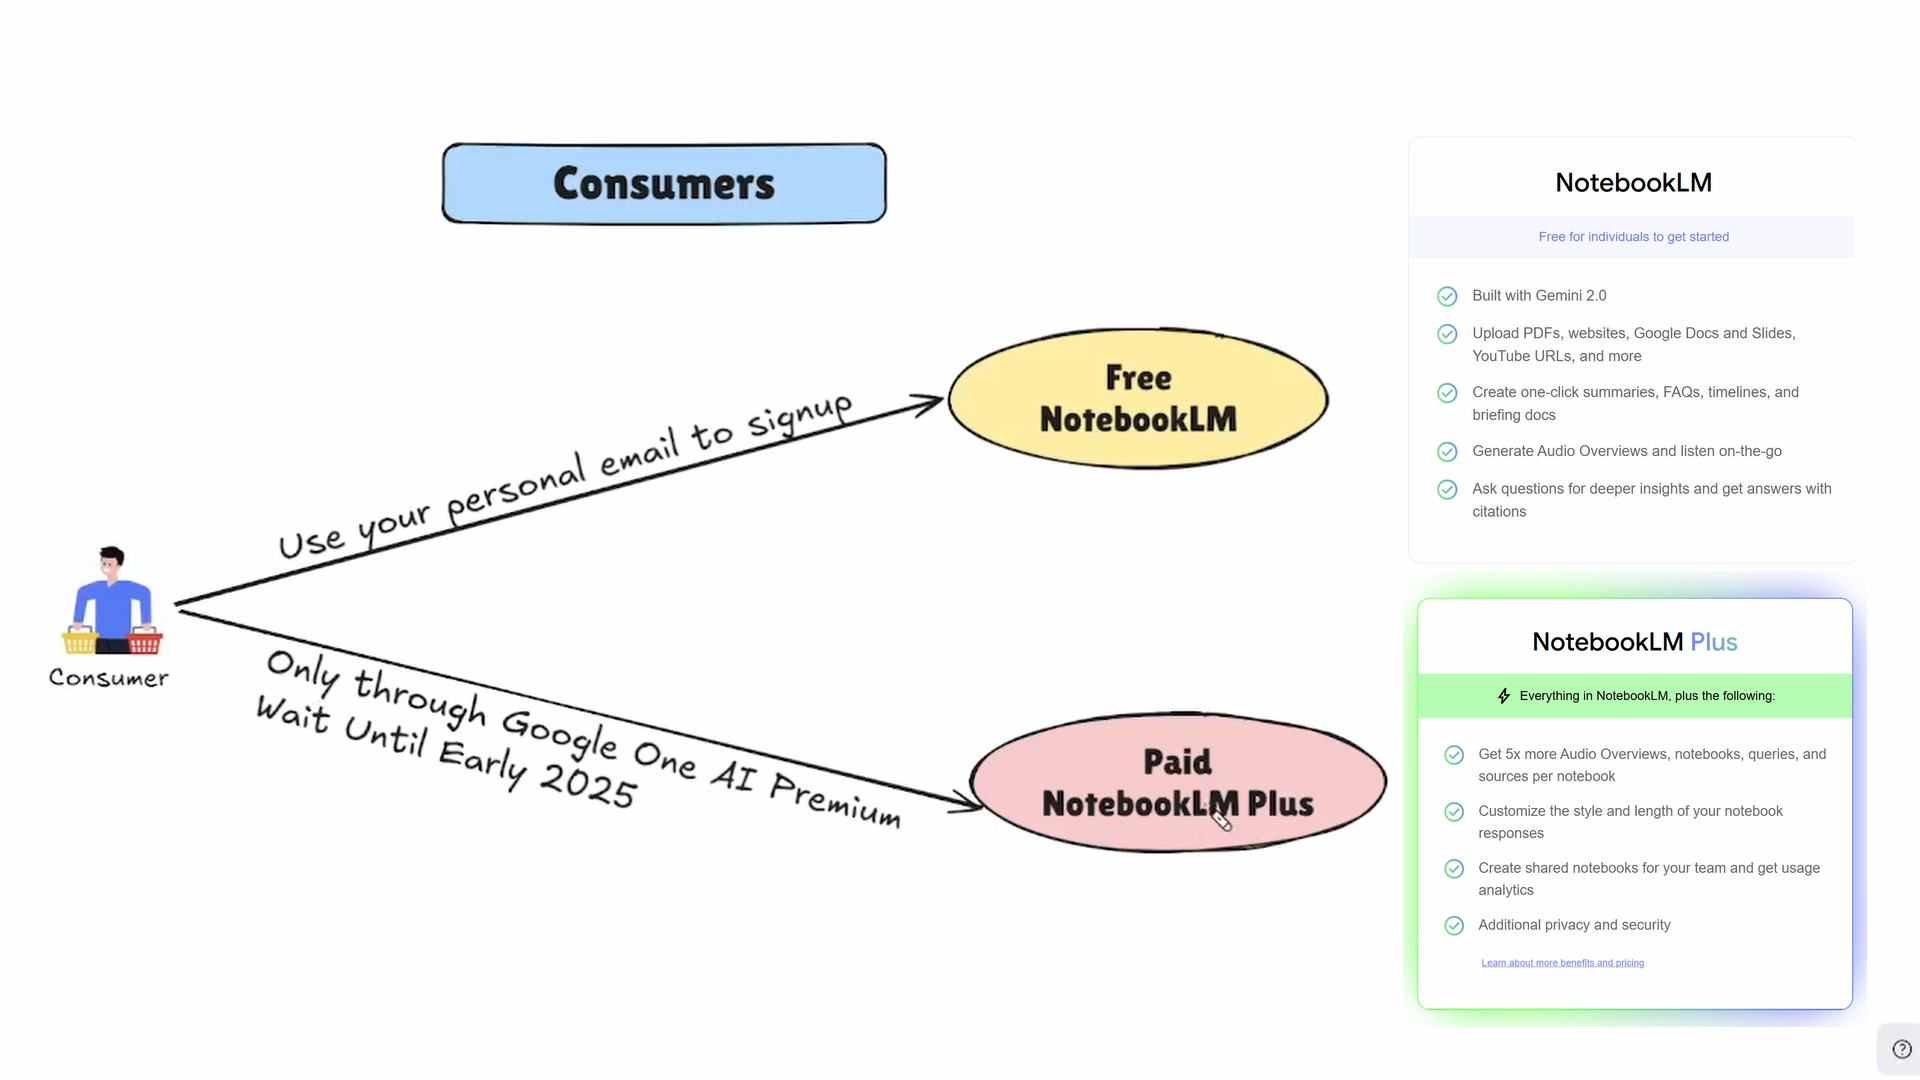 Consumers
Free
NotebookLM
Use your personal email to signup
Consumer
Only through Google One AI Premium
Wait Until Early 2025
Paid
NotebookLM Plus
NotebookLM
Free for individuals to get started
Built with Gemini 2.0
Upload PDFs, websites, Google Docs and Slides,
YouTube URLs, and more
Create one-click summaries, FAQs, timelines, and
briefing docs
Generate Audio Overviews and listen on-the-go
Ask questions for deeper insights and get answers with
citations
NotebookLM Plus
Everything in NotebookLM, plus the following:
Get 5x more Audio Overviews, notebooks, queries, and
sources per notebook
Customize the style and length of your notebook
responses
Create shared notebooks for your team and get usage
analytics
Additional privacy and security
Learn about more benefits and pricing